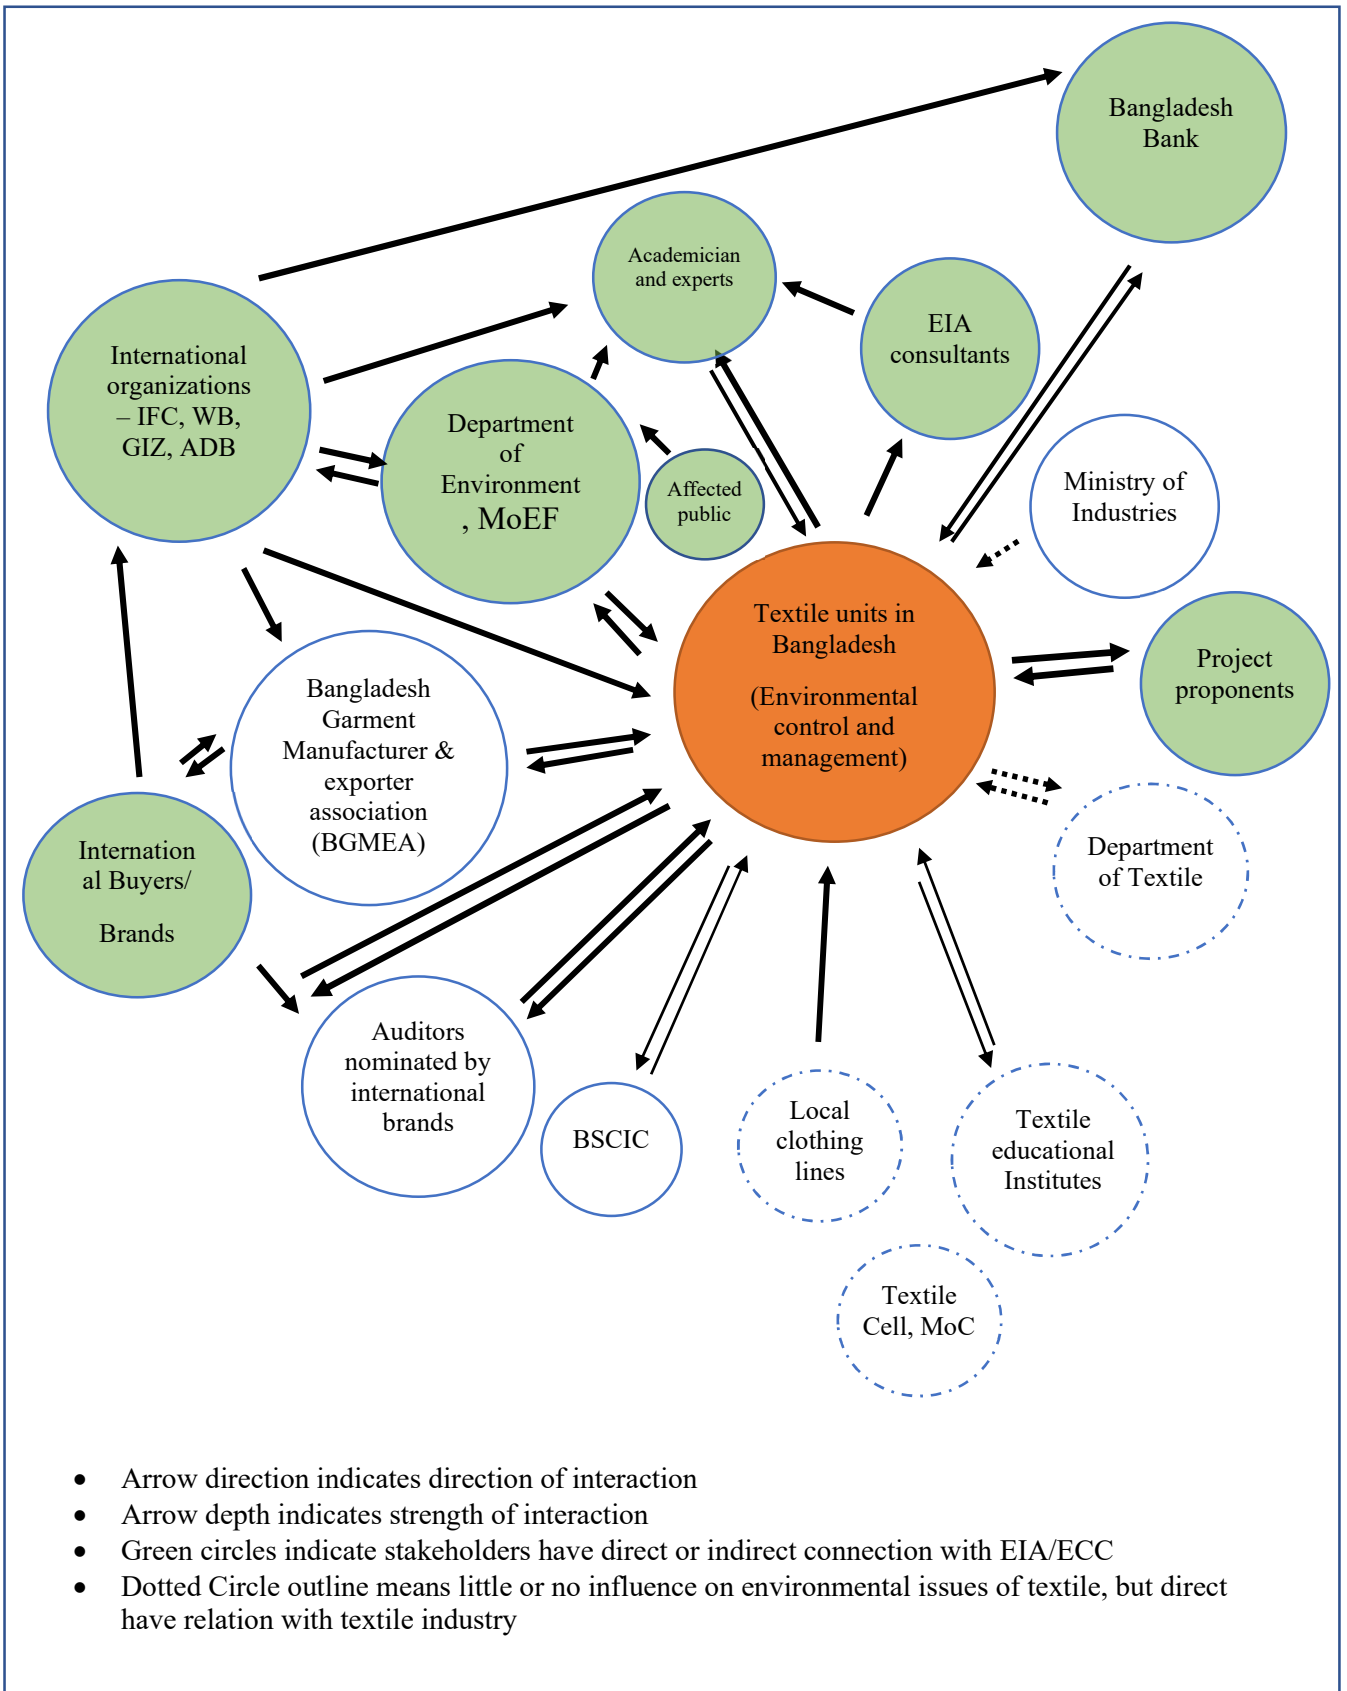 Bangladesh
Bank
Academician
and experts
EIA
consultants
International
organizations
– IFC, WB,
GIZ, ADB
Department
of
Environment
, MoEF
Affected
public
Ministry of
Industries
Textile units in
Bangladesh
(Environmental
control and
management)
Project
proponents
Bangladesh
Garment
Manufacturer &
exporter
association
(BGMEA)
Internation
al Buyers/
Brands
Department
of Textile
Auditors
nominated by
international
brands
BSCIC
Local
clothing
lines
Textile
educational
Institutes
Textile
Cell, MoC
• Arrow direction indicates direction of interaction
• Arrow depth indicates strength of interaction
• Green circles indicate stakeholders have direct or indirect connection with EIA/ECC
• Dotted Circle outline means little or no influence on environmental issues of textile, but direct
have relation with textile industry